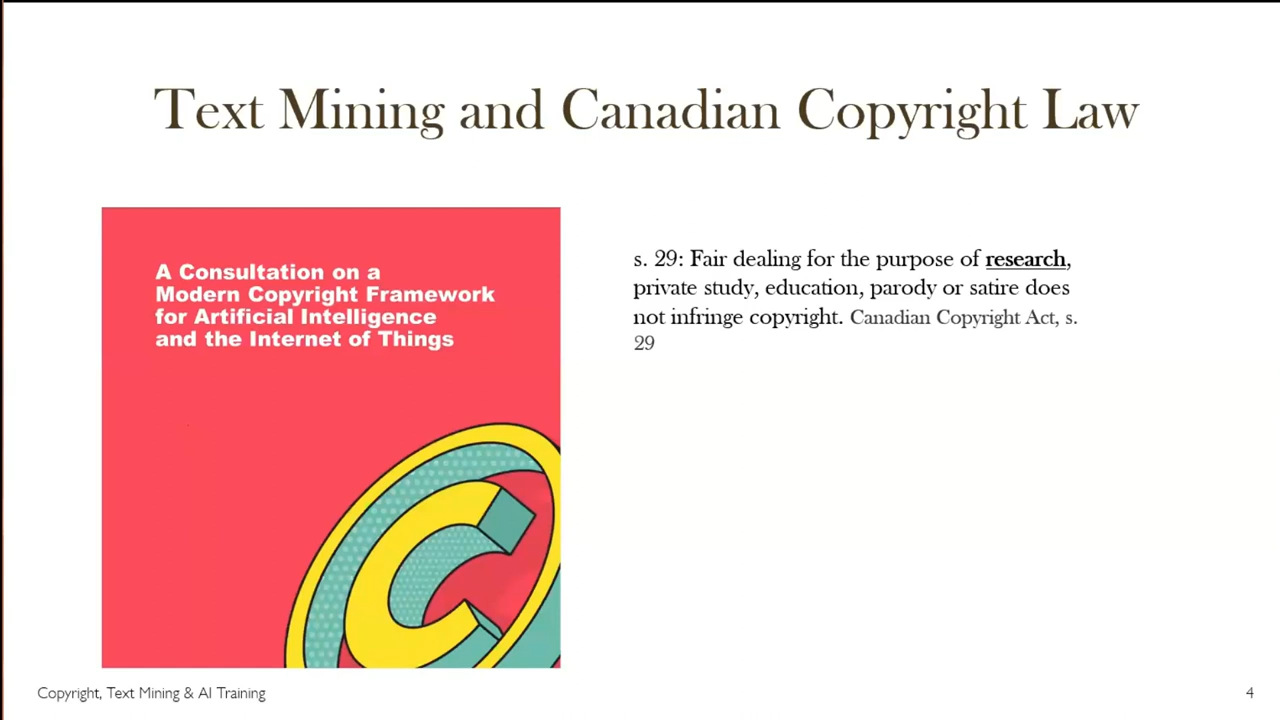 Text Mining and Canadian Copyright Law
A Consultation on a
Modern Copyright Framework
for Artificial Intelligence
and the Internet of Things
s. 29: Fair dealing for the purpose of research,
private study, education, parody or satire does
not infringe copyright. Canadian Copyright Act, s.
29
Copyright, Text Mining & AI Training
4